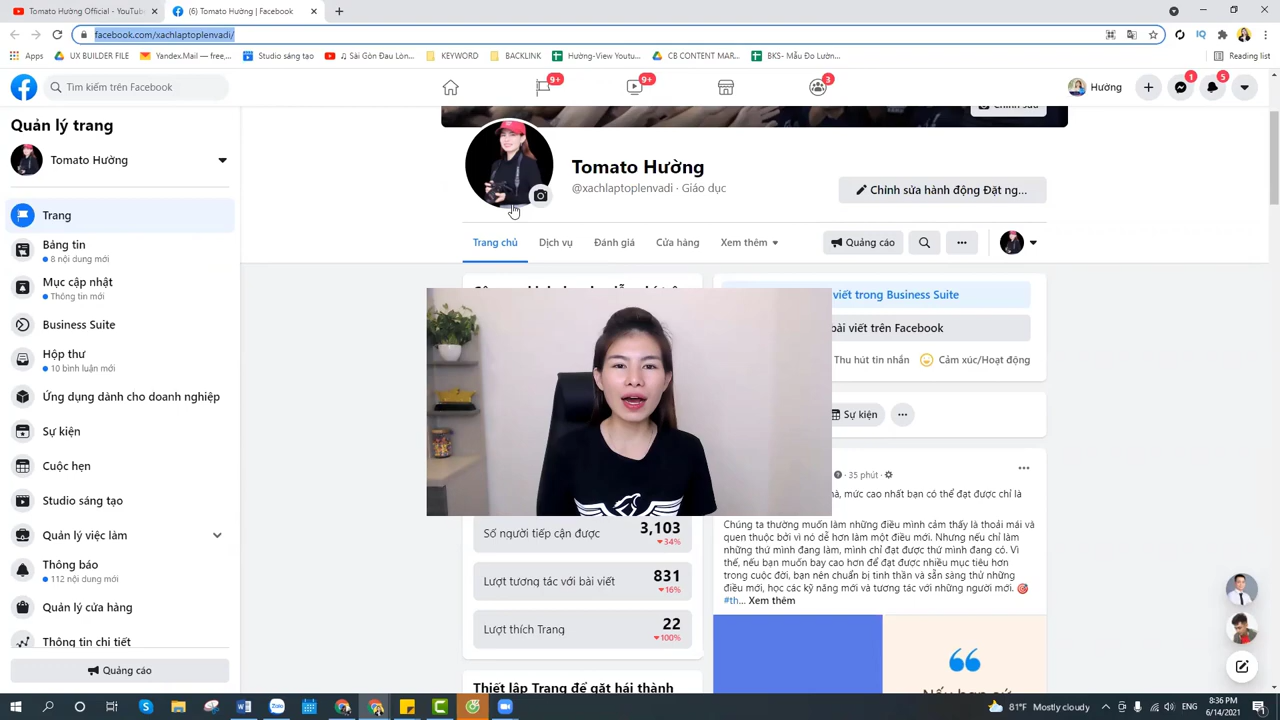 Tomato Hường Official - YouTu
(6) Tomato Hường | Facebook
facebook.com/xachlaptoplenvadi/
Apps
UX BUILDER FILE
Yandex.Mail — free,...
Studio sáng tạo
♫ Sài Gòn Đau Lòn...
KEYWORD
BACKLINK
Hường-View Youtu...
CB CONTENT MAR...
BKS- Mẫu Đo Lườn...
Reading list
Tìm kiếm trên Facebook
9+
9+
3
Hường
1
5
Quản lý trang
Tomato Hường
Trang
Bảng tin
8 nội dung mới
Mục cập nhật
Thông tin mới
Business Suite
Hộp thư
10 bình luận mới
Ứng dụng dành cho doanh nghiệp
Sự kiện
Cuộc hẹn
Studio sáng tạo
Quản lý việc làm
Thông báo
112 nội dung mới
Quản lý cửa hàng
Thông tin chi tiết
Quảng cáo
Chỉnh sửa
Tomato Hường
@xachlaptoplenvadi · Giáo dục
Chỉnh sửa hành động Đặt ng...
Trang chủ
Dịch vụ
Đánh giá
Cửa hàng
Xem thêm
Quảng cáo
Số người tiếp cận được
3,103
34%
Lượt tương tác với bài viết
831
16%
Lượt thích Trang
22
100%
Thiết lập Trang để gặt hái thành
viết trong Business Suite
bài viết trên Facebook
Thu hút tin nhắn
Cảm xúc/Hoạt động
Sự kiện
35 phút ·
mức cao nhất bạn có thể đạt được chỉ là
Chúng ta thường muốn làm những điều mình cảm thấy là thoải mái và
quen thuộc bởi vì nó dễ hơn làm một điều mới. Nhưng nếu chỉ làm
những thứ mình đang làm, mình chỉ đạt được thứ mình đang có. Vì
thế, nếu bạn muốn bay cao hơn để đạt được nhiều mục tiêu hơn
trong cuộc đời, bạn nên chuẩn bị tinh thần và sẵn sàng thử những
điều mới, học các kỹ năng mới và tương tác với những người mới.
#th... Xem thêm
81°F Mostly cloudy
ENG
8:36 PM
6/14/2021